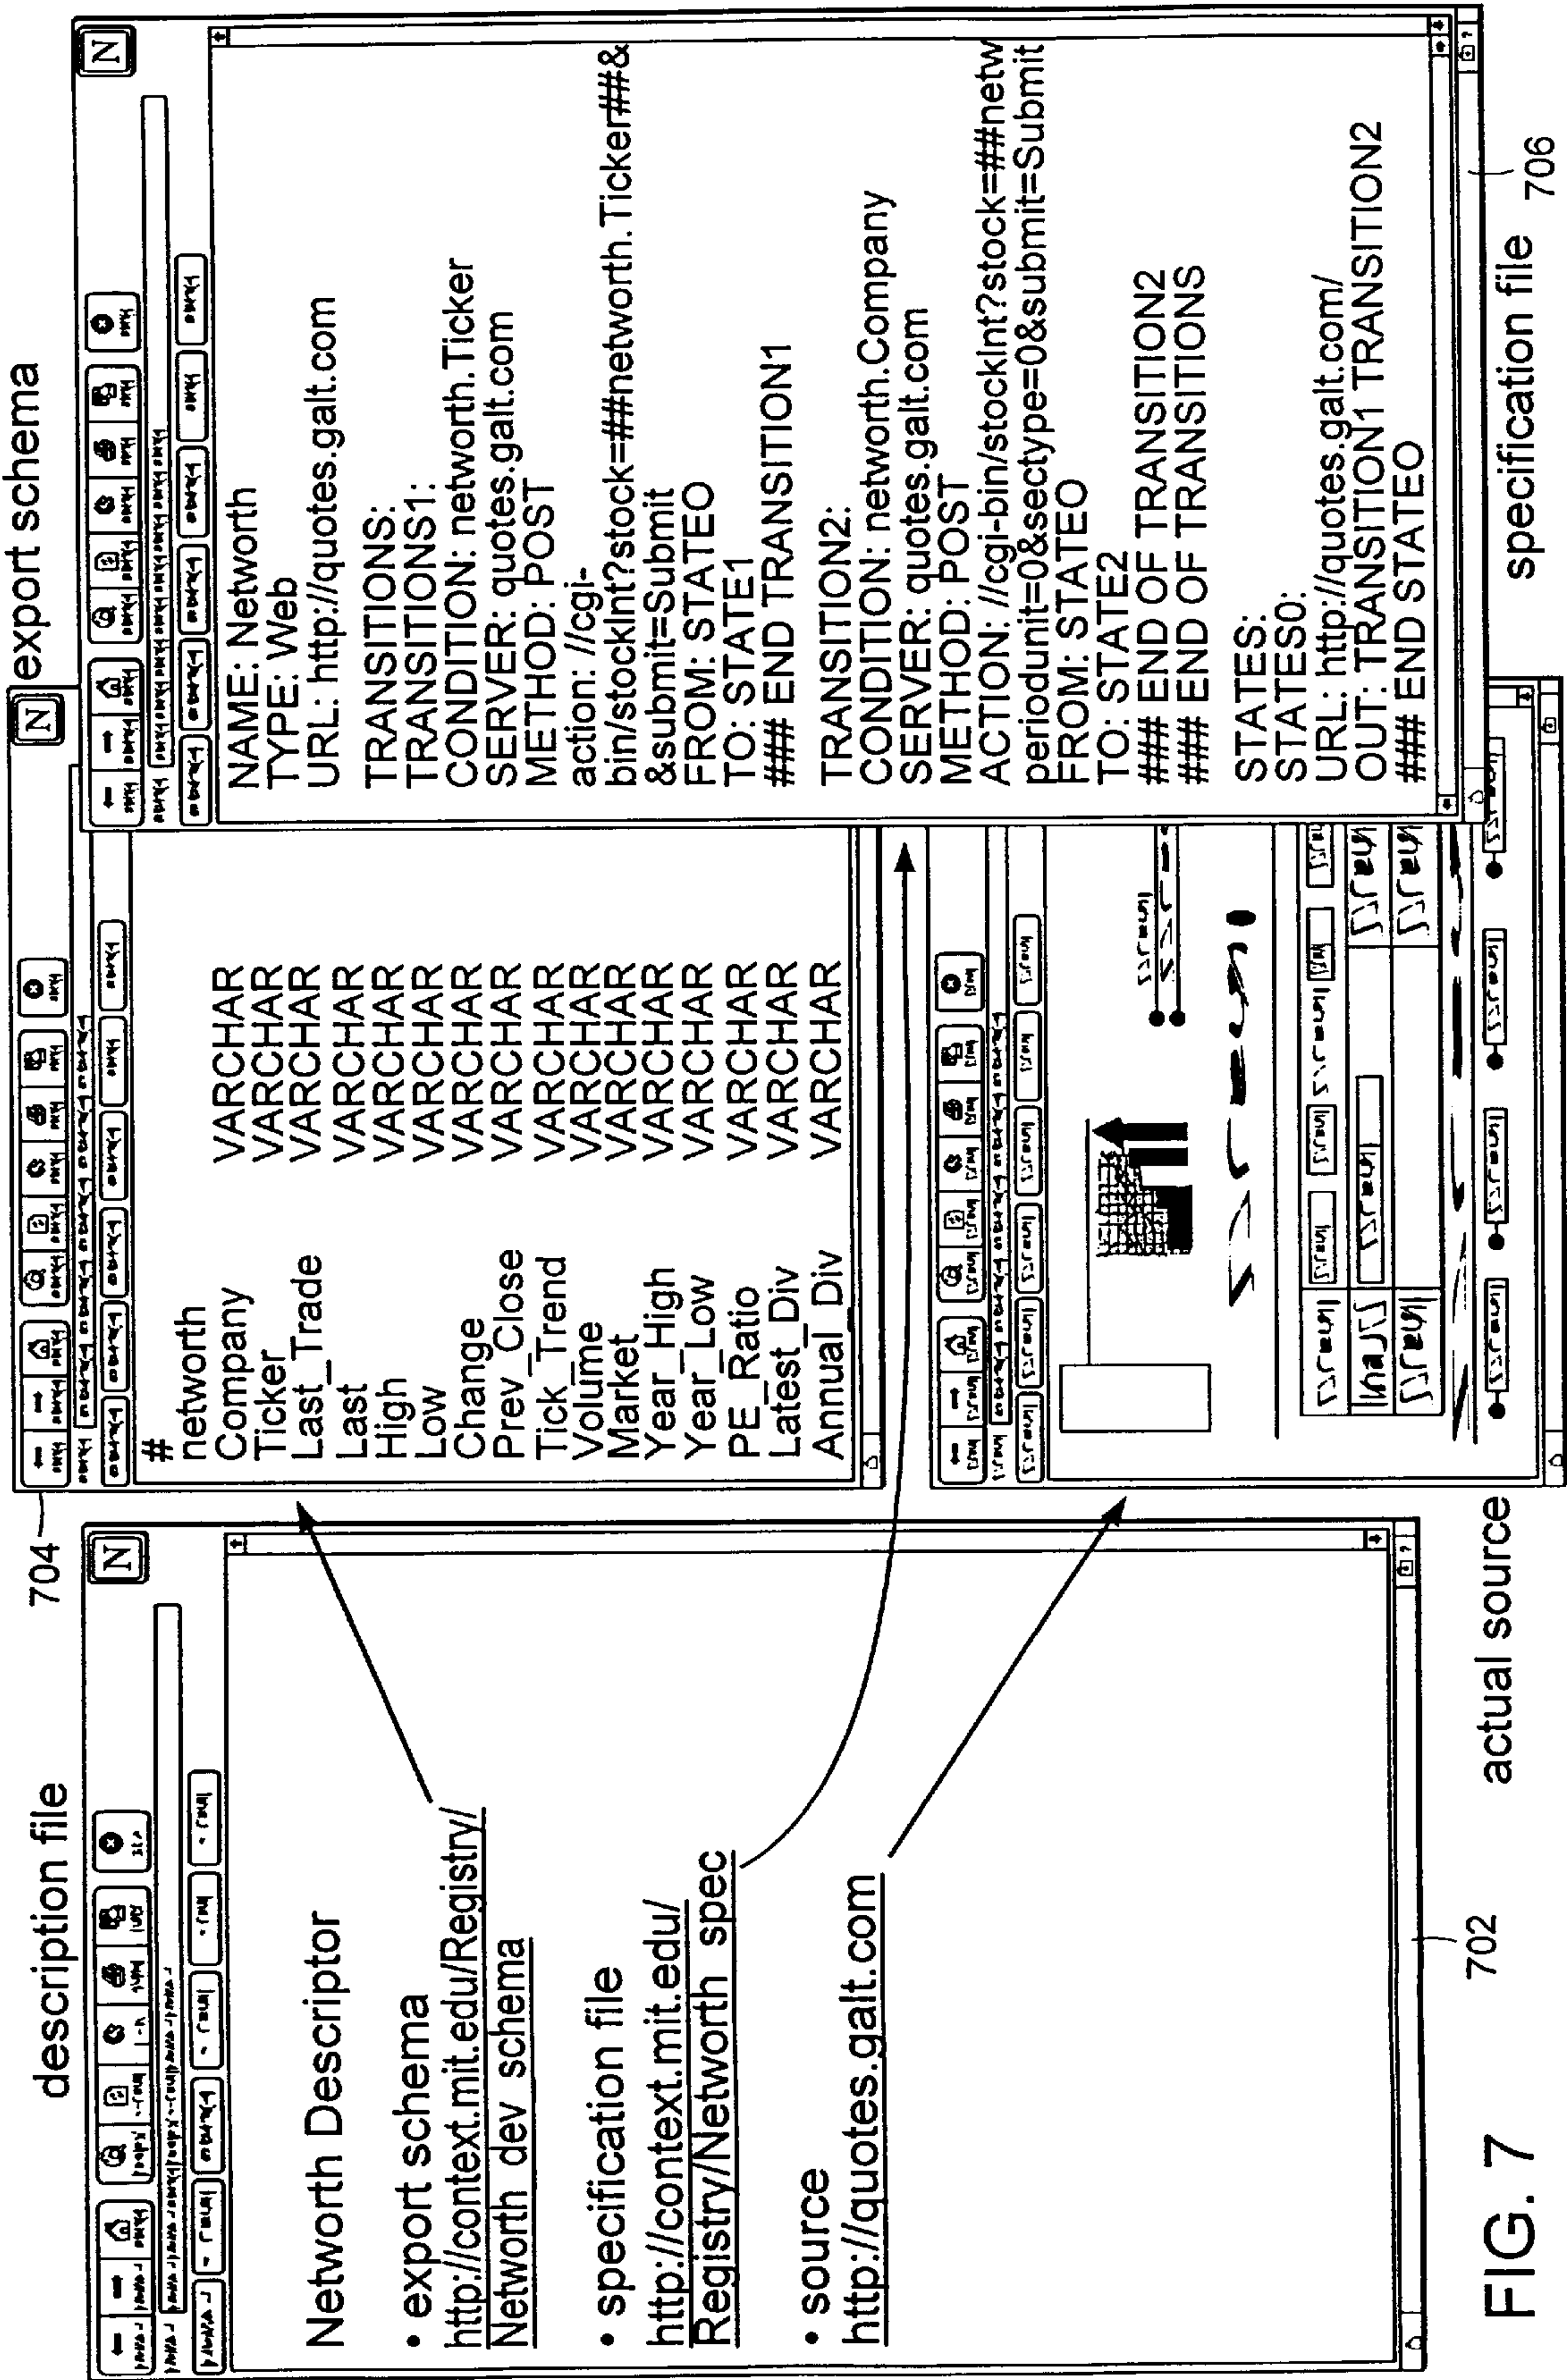 description file
N
Networth Descriptor
• export schema
http://context.mit.edu/Registry/
Networth_dev_schema
• specification file
http://context.mit.edu/
Registry/Networth_spec
• source
http://quotes.galt.com
702
704
export schema
N
#
networth
Company VARCHAR
Ticker VARCHAR
Last_Trade VARCHAR
Last VARCHAR
High VARCHAR
Low VARCHAR
Change VARCHAR
Prev_Close VARCHAR
Tick_Trend VARCHAR
Volume VARCHAR
Market VARCHAR
Year_High VARCHAR
Year_Low VARCHAR
PE_Ratio VARCHAR
Latest_Div VARCHAR
Annual_Div VARCHAR
actual source
N
NAME: Networth
TYPE: Web
URL: http://quotes.galt.com
TRANSITIONS:
TRANSITIONS1:
CONDITION: networth.Ticker
SERVER: quotes.galt.com
METHOD: POST
action: //cgi-
bin/stockInt?stock=##networth.Ticker##&
&submit=Submit
FROM: STATEO
TO: STATE1
### END TRANSITION1
TRANSITION2:
CONDITION: networth.Company
SERVER: quotes.galt.com
METHOD: POST
ACTION: //cgi-bin/stockInt?stock=##netw
periodunit=0&sectype=0&submit=Submit
FROM: STATEO
TO: STATE2
### END OF TRANSITION2
### END OF TRANSITIONS
STATES:
STATES0:
URL: http://quotes.galt.com/
OUT: TRANSITION1 TRANSITION2
### END STATEO
specification file
706
FIG. 7